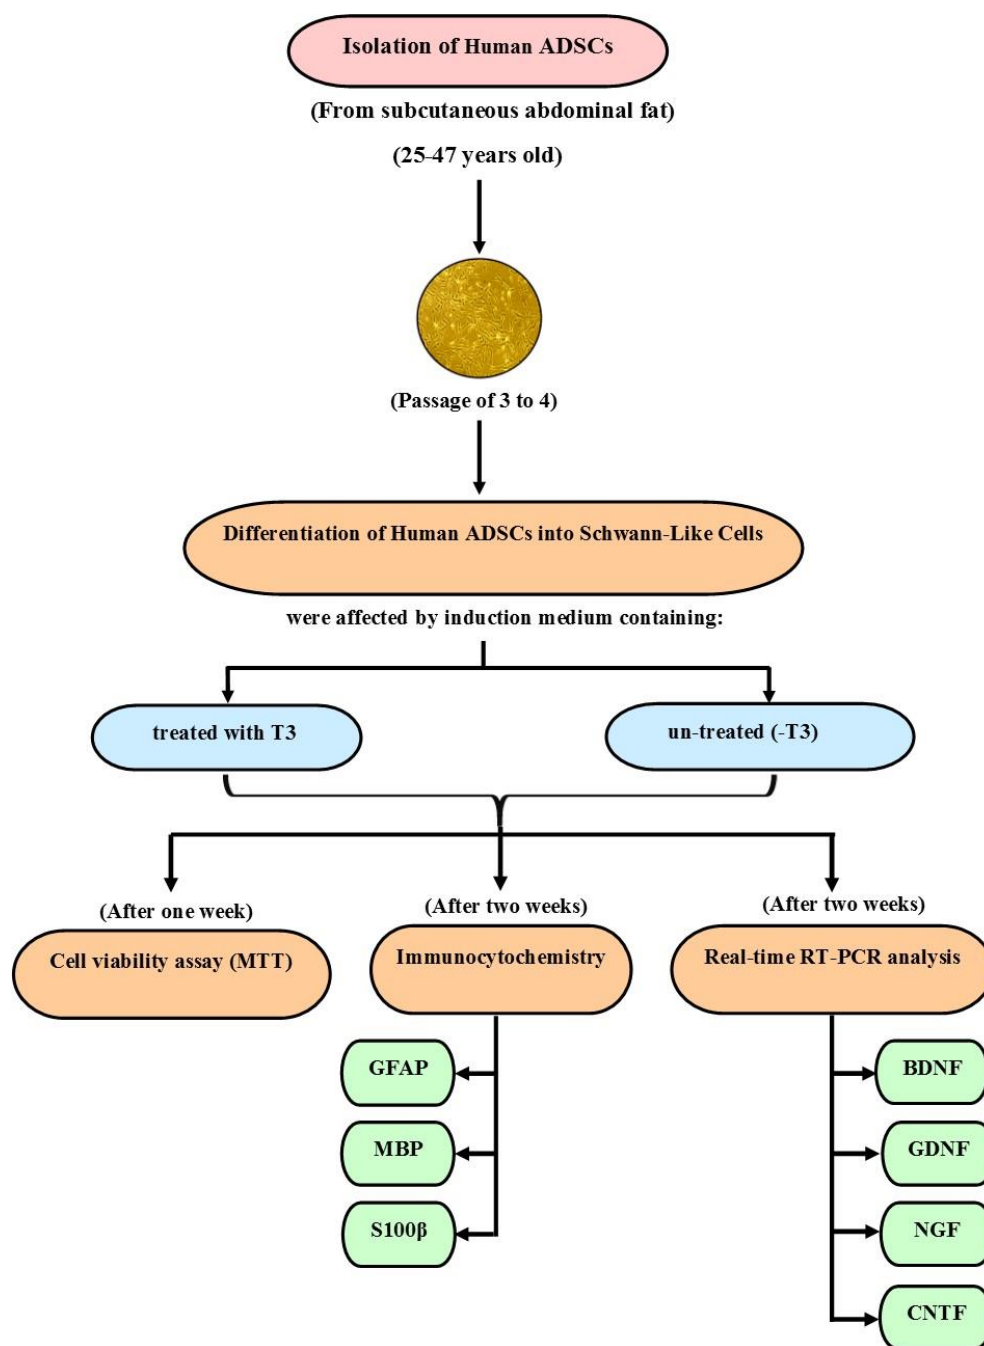 Isolation of Human ADSCs
(From subcutaneous abdominal fat)
(25-47 years old)
(Passage of 3 to 4)
Differentiation of Human ADSCs into Schwann-Like Cells
were affected by induction medium containing:
treated with T3
un-treated (-T3)
(After one week)
(After two weeks)
(After two weeks)
Cell viability assay (MTT)
Immunocytochemistry
Real-time RT-PCR analysis
GFAP
MBP
S100β
BDNF
GDNF
NGF
CNTF